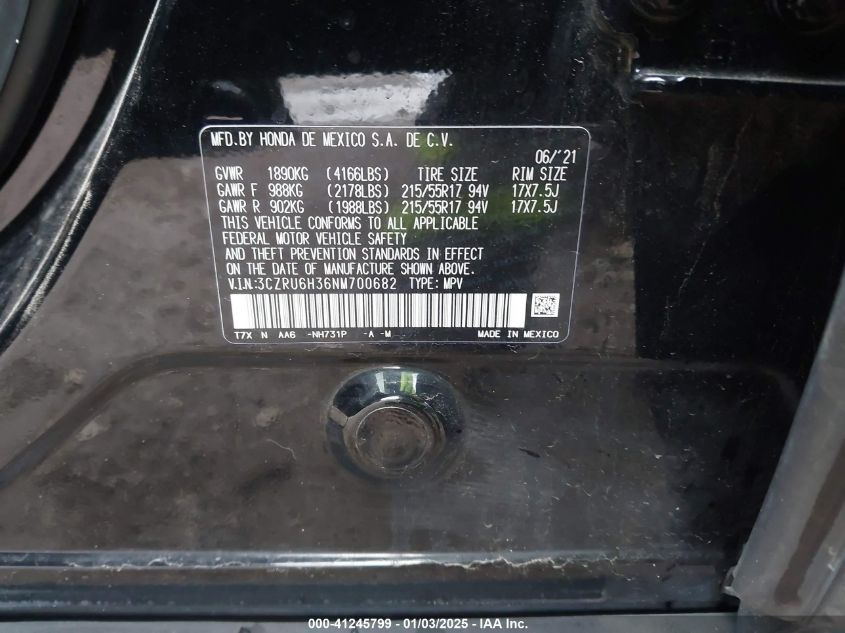 MFD.BY HONDA DE MEXICO S.A. DE C.V.
06/'21
GVWR 1890KG (4166LBS) TIRE SIZE RIM SIZE
GAWR F 988KG (2178LBS) 215/55R17 94V 17X7.5J
GAWR R 902KG (1988LBS) 215/55R17 94V 17X7.5J
THIS VEHICLE CONFORMS TO ALL APPLICABLE
FEDERAL MOTOR VEHICLE SAFETY
AND THEFT PREVENTION STANDARDS IN EFFECT
ON THE DATE OF MANUFACTURE SHOWN ABOVE.
V.I.N:3CZRU6H36NM700682 TYPE: MPV
T7X N AA6 -NH731P -A -M MADE IN MEXICO
000-41245799 - 01/03/2025 - IAA Inc.